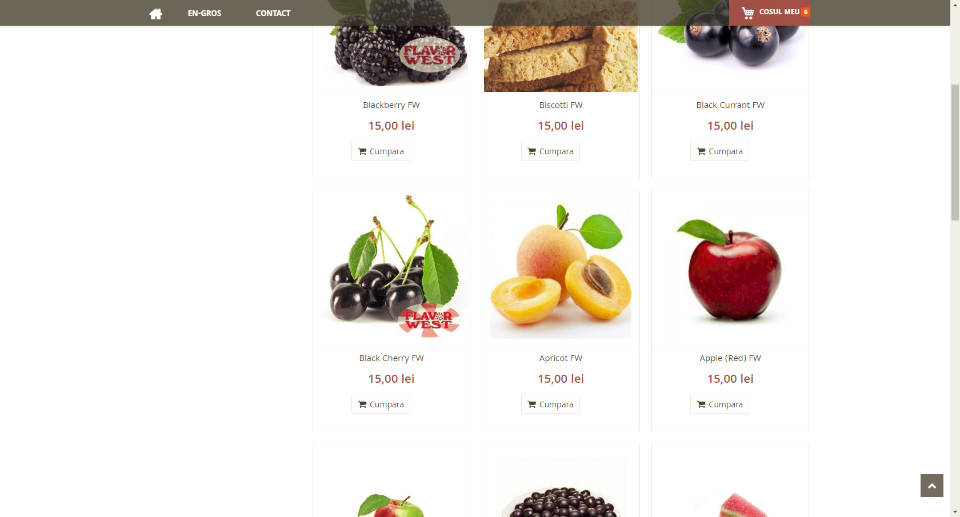 EN-GROS
CONTACT
COSUL MEU 6
FLAVOR
WEST
Blackberry FW
15,00 lei
Cumpara
Biscotti FW
15,00 lei
Cumpara
Black Currant FW
15,00 lei
Cumpara
FLAVOR
WEST
Black Cherry FW
15,00 lei
Cumpara
Apricot FW
15,00 lei
Cumpara
Apple (Red) FW
15,00 lei
Cumpara